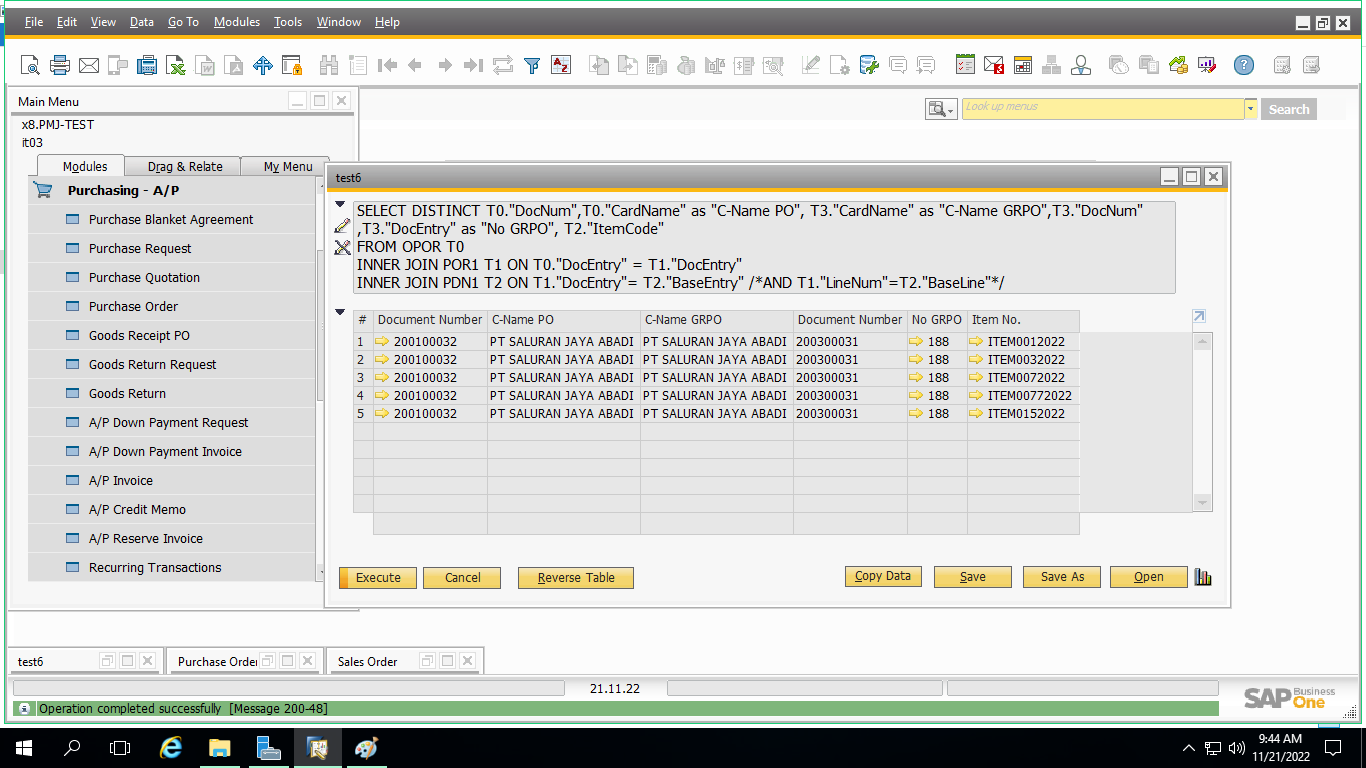 File Edit View Data Go To Modules Tools Window Help
Main Menu
x8.PMJ-TEST
it03
Look up menus
Search
Modules Drag & Relate My Menu
Purchasing - A/P
Purchase Blanket Agreement
Purchase Request
Purchase Quotation
Purchase Order
Goods Receipt PO
Goods Return Request
Goods Return
A/P Down Payment Request
A/P Down Payment Invoice
A/P Invoice
A/P Credit Memo
A/P Reserve Invoice
Recurring Transactions
test6
SELECT DISTINCT T0."DocNum",T0."CardName" as "C-Name PO", T3."CardName" as "C-Name GRPO",T3."DocNum"
,T3."DocEntry" as "No GRPO", T2."ItemCode"
FROM OPOR T0
INNER JOIN POR1 T1 ON T0."DocEntry" = T1."DocEntry"
INNER JOIN PDN1 T2 ON T1."DocEntry"= T2."BaseEntry" /*AND T1."LineNum"=T2."BaseLine"*/
# Document Number C-Name PO C-Name GRPO Document Number No GRPO Item No.
1 200100032 PT SALURAN JAYA ABADI PT SALURAN JAYA ABADI 200300031 188 ITEM0012022
2 200100032 PT SALURAN JAYA ABADI PT SALURAN JAYA ABADI 200300031 188 ITEM0032022
3 200100032 PT SALURAN JAYA ABADI PT SALURAN JAYA ABADI 200300031 188 ITEM0072022
4 200100032 PT SALURAN JAYA ABADI PT SALURAN JAYA ABADI 200300031 188 ITEM00772022
5 200100032 PT SALURAN JAYA ABADI PT SALURAN JAYA ABADI 200300031 188 ITEM0152022
Execute Cancel Reverse Table Copy Data Save Save As Open
test6 Purchase Order Sales Order
21.11.22
SAP Business One
Operation completed successfully [Message 200-48]
9:44 AM
11/21/2022